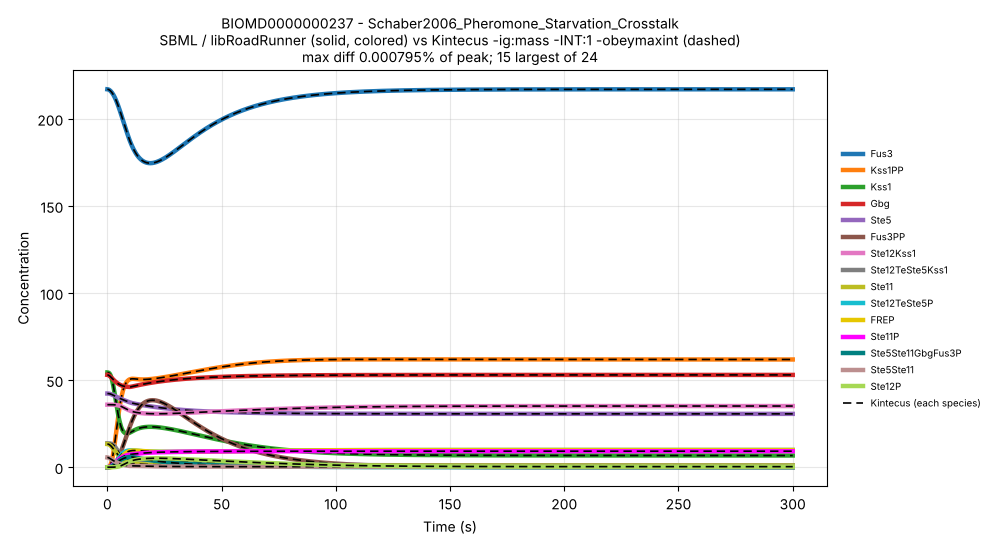 BIOMD0000000237 - Schaber2006_Pheromone_Starvation_Crosstalk
SBML / libRoadRunner (solid, colored) vs Kintecus -ig:mass -INT:1 -obeymaxint (dashed)
max diff 0.000795% of peak; 15 largest of 24
Concentration
200
150
100
50
0
0
50
100
150
200
250
300
Time (s)
Fus3
Kss1PP
Kss1
Gbg
Ste5
Fus3PP
Ste12Kss1
Ste12TeSte5Kss1
Ste11
Ste12TeSte5P
FREP
Ste11P
Ste5Ste11GbgFus3P
Ste5Ste11
Ste12P
Kintecus (each species)